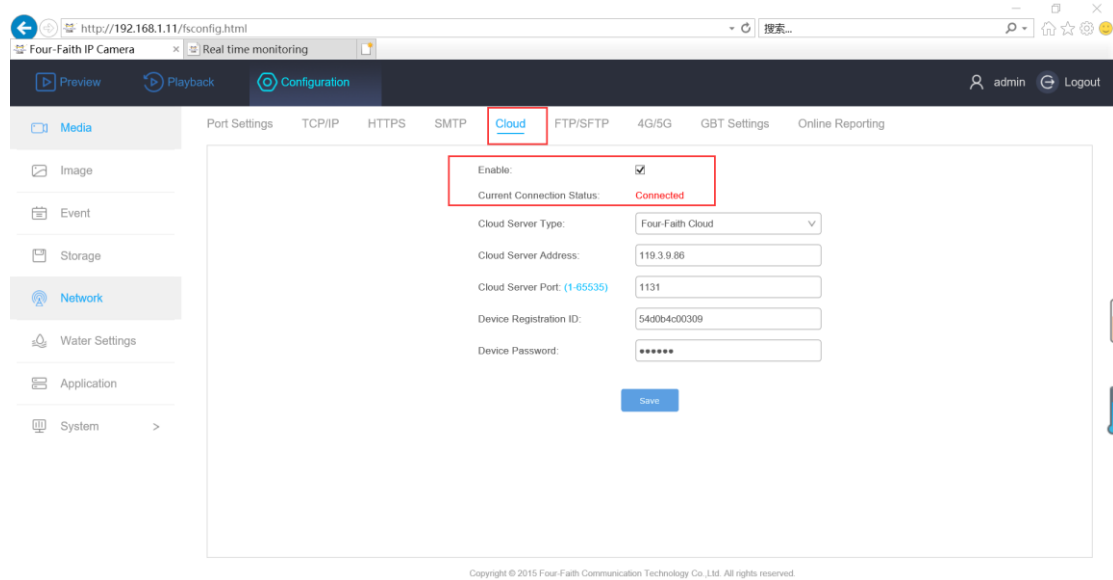 http://192.168.1.11/fsconfig.html
搜索...
Four-Faith IP Camera
Real time monitoring
Preview
Playback
Configuration
admin
Logout
Media
Image
Event
Storage
Network
Water Settings
Application
System >
Port Settings TCP/IP HTTPS SMTP Cloud FTP/SFTP 4G/5G GBT Settings Online Reporting
Enable:
Current Connection Status: Connected
Cloud Server Type: Four-Faith Cloud
Cloud Server Address: 119.3.9.86
Cloud Server Port: (1-65535) 1131
Device Registration ID: 54d0b4c00309
Device Password: ●●●●●●
Save
Copyright © 2015 Four-Faith Communication Technology Co.,Ltd. All rights reserved.